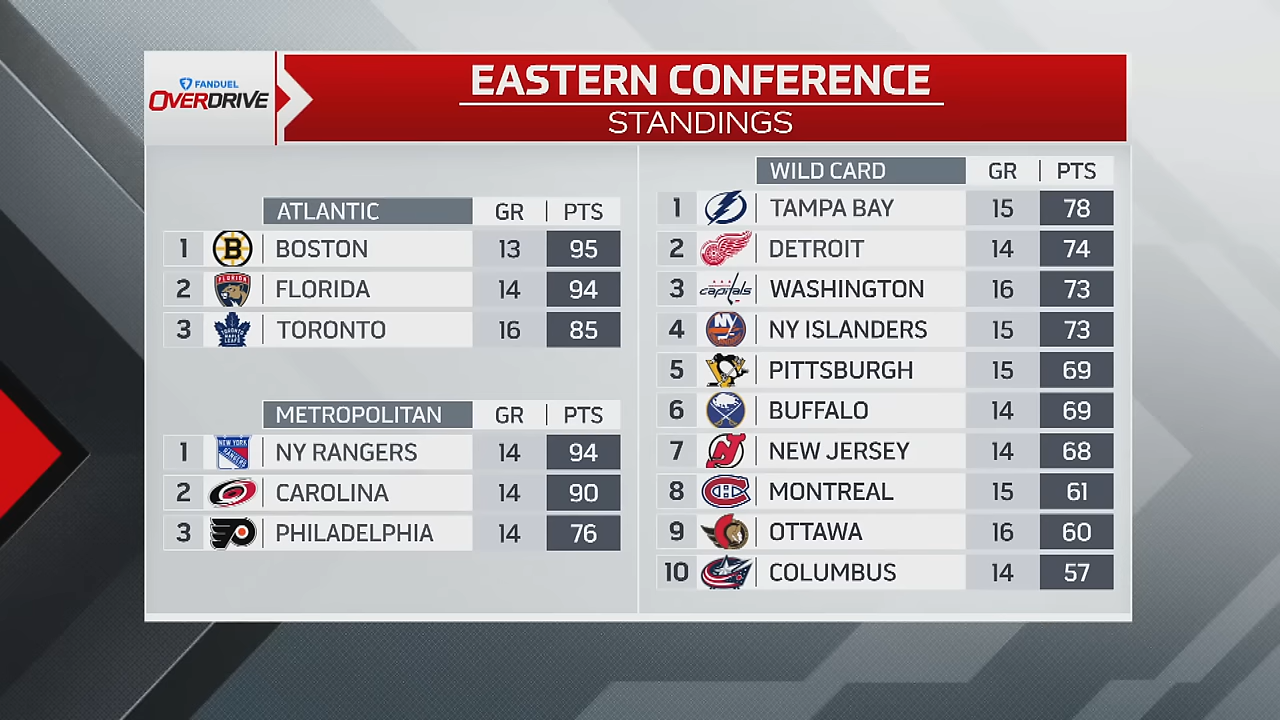 FANDUEL
OVERDRIVE
EASTERN CONFERENCE
STANDINGS
ATLANTIC GR | PTS
1 BOSTON 13 95
2 FLORIDA 14 94
3 TORONTO 16 85
METROPOLITAN GR | PTS
1 NY RANGERS 14 94
2 CAROLINA 14 90
3 PHILADELPHIA 14 76
WILD CARD GR | PTS
1 TAMPA BAY 15 78
2 DETROIT 14 74
3 capitals WASHINGTON 16 73
4 NY NY ISLANDERS 15 73
5 PITTSBURGH 15 69
6 BUFFALO 14 69
7 NEW JERSEY 14 68
8 MONTREAL 15 61
9 OTTAWA 16 60
10 COLUMBUS 14 57